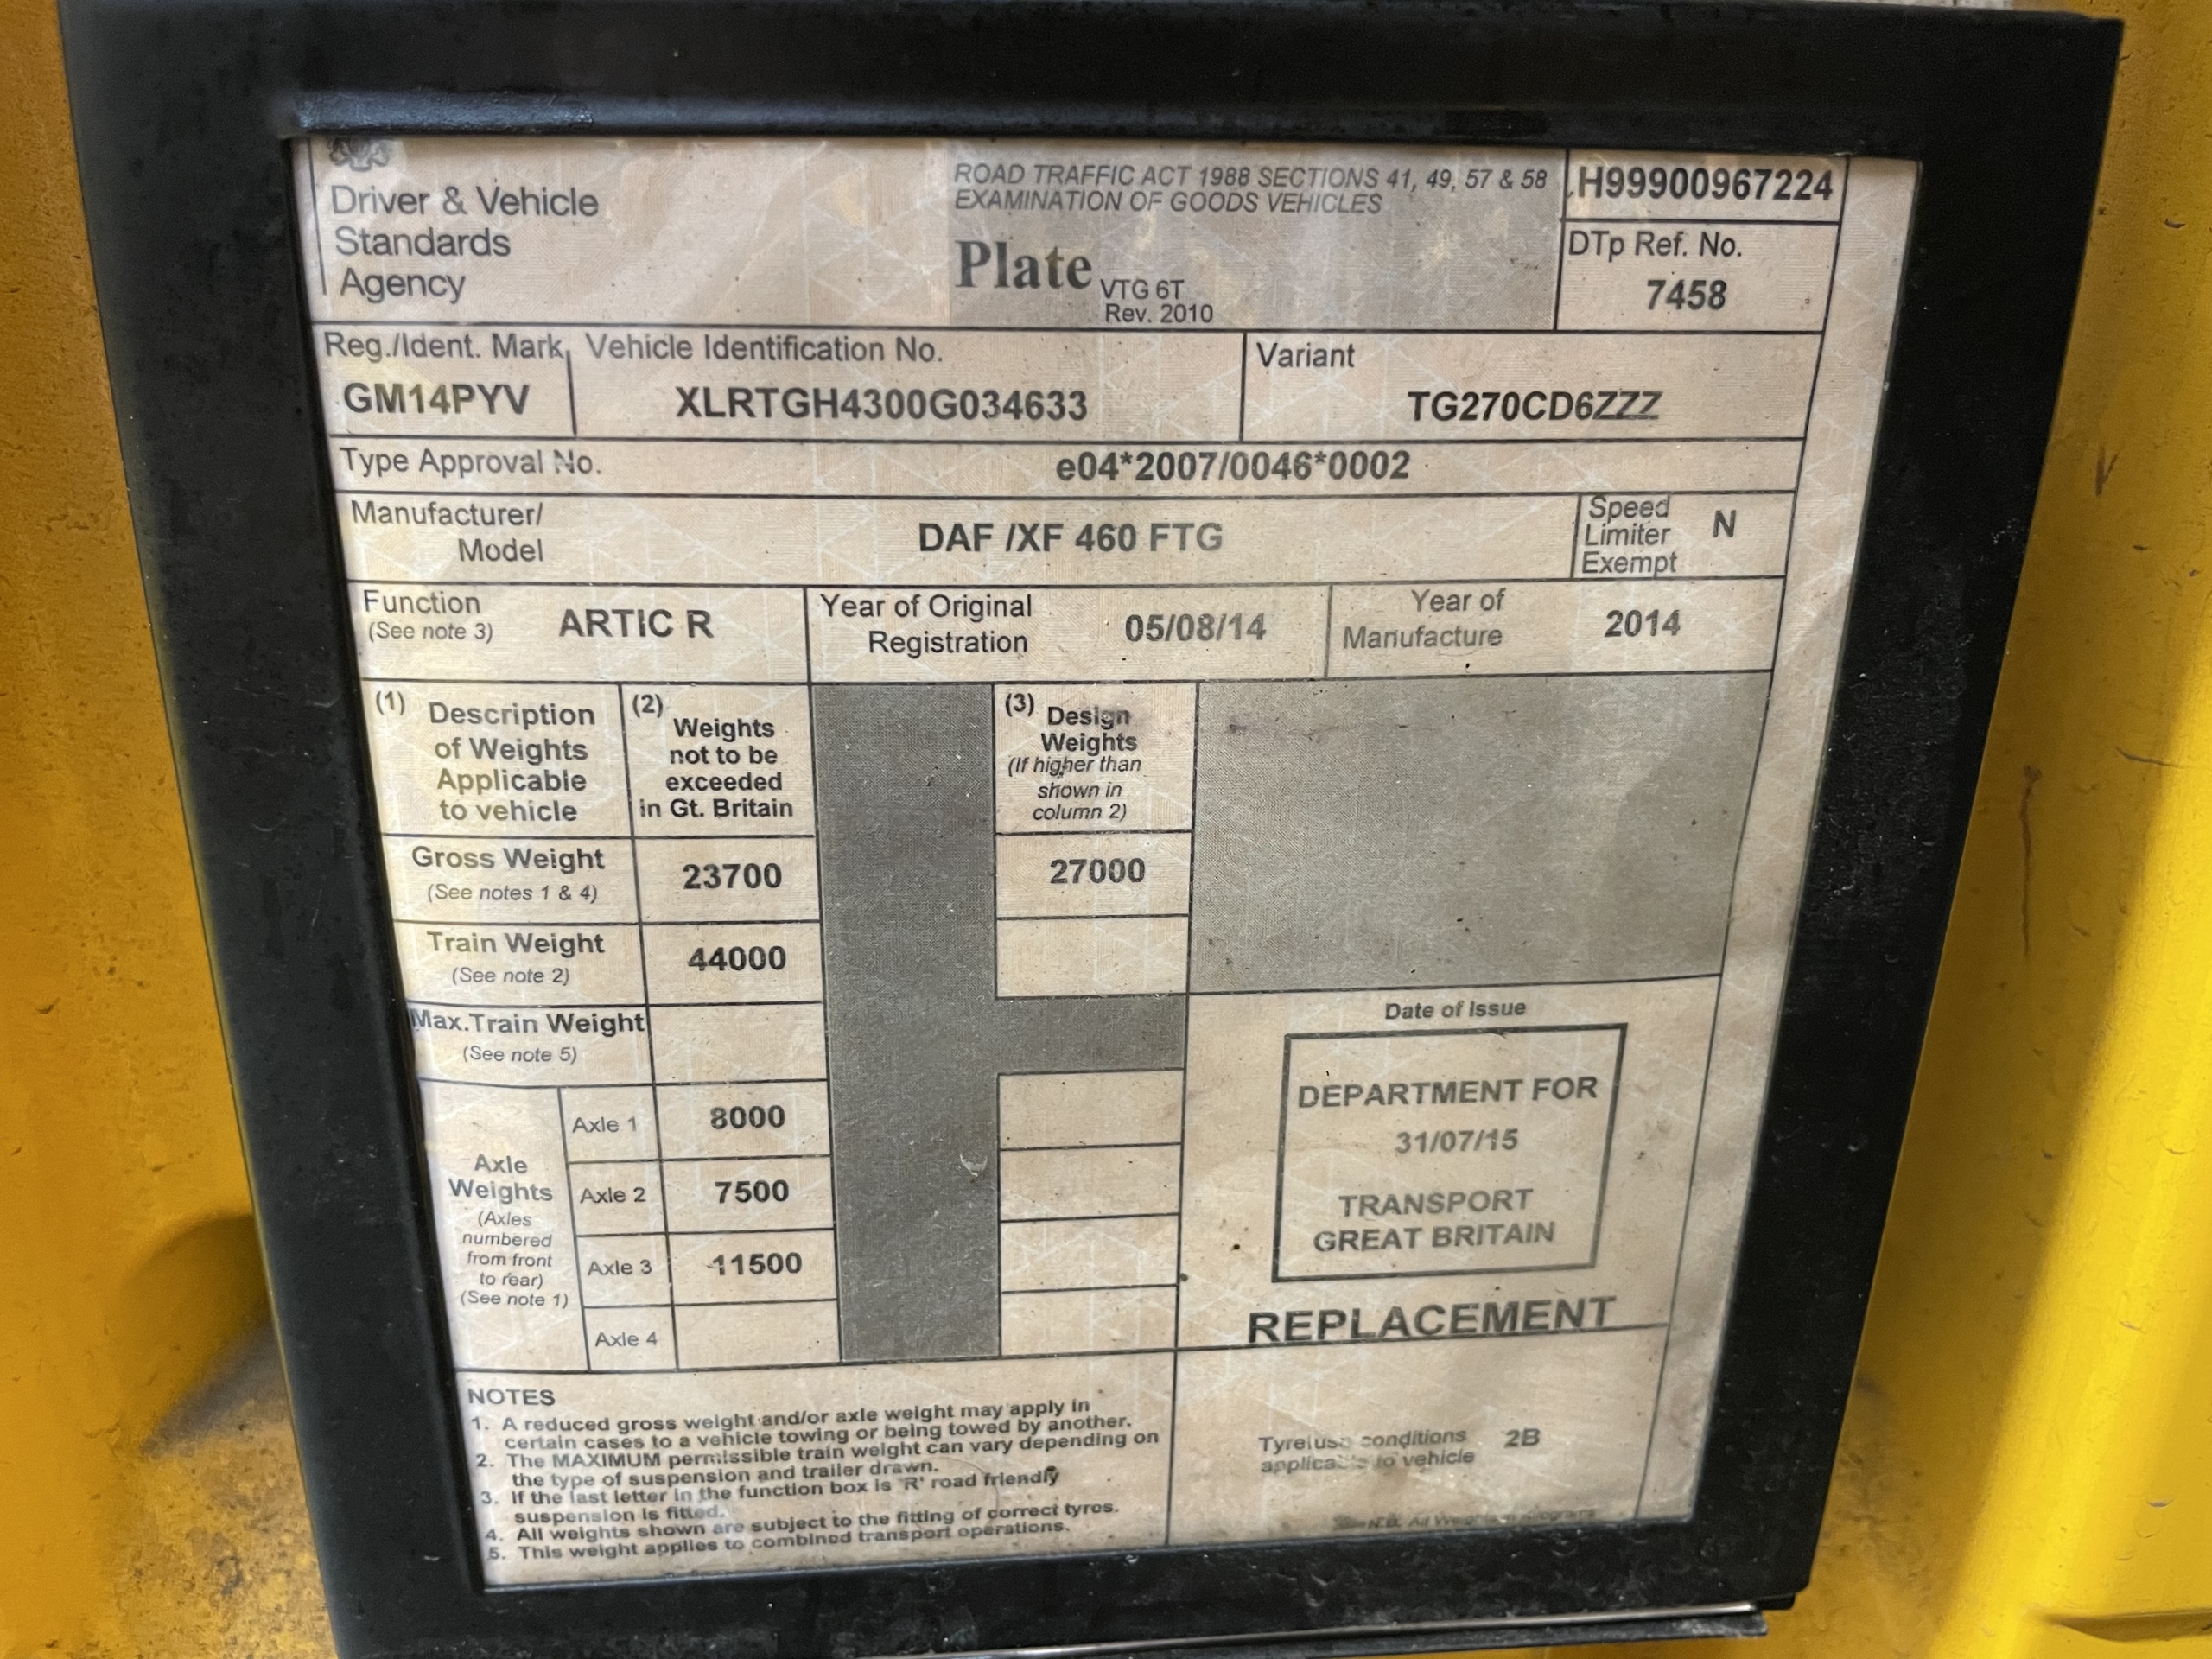 Driver & Vehicle
Standards
Agency
ROAD TRAFFIC ACT 1988 SECTIONS 41, 49, 57 & 58
EXAMINATION OF GOODS VEHICLES
Plate VTG 6T
Rev. 2010
H99900967224
DTp Ref. No.
7458
Reg./Ident. Mark
GM14PYV
Vehicle Identification No.
XLRTGH4300G034633
Variant
TG270CD6ZZZ
Type Approval No. e04*2007/0046*0002
Manufacturer/
Model
DAF /XF 460 FTG
Speed
Limiter
Exempt
N
Function
(See note 3)
ARTIC R
Year of Original
Registration
05/08/14
Year of
Manufacture
2014
(1) Description
of Weights
Applicable
to vehicle
(2) Weights
not to be
exceeded
in Gt. Britain
(3) Design
Weights
(If higher than
shown in
column 2)
Gross Weight
(See notes 1 & 4)
23700
27000
Train Weight
(See note 2)
44000
Max.Train Weight
(See note 5)
Axle
Weights
(Axles
numbered
from front
to rear)
(See note 1)
Axle 1 8000
Axle 2 7500
Axle 3 11500
Axle 4
Date of Issue
DEPARTMENT FOR
31/07/15
TRANSPORT
GREAT BRITAIN
REPLACEMENT
NOTES
1. A reduced gross weight and/or axle weight may apply in
certain cases to a vehicle towing or being towed by another.
2. The MAXIMUM permissible train weight can vary depending on
the type of suspension and trailer drawn.
3. If the last letter in the function box is 'R' road friendly
suspension is fitted.
4. All weights shown are subject to the fitting of correct tyres.
5. This weight applies to combined transport operations.
Tyre use conditions 2B
applicable to vehicle
N.B. All Weights